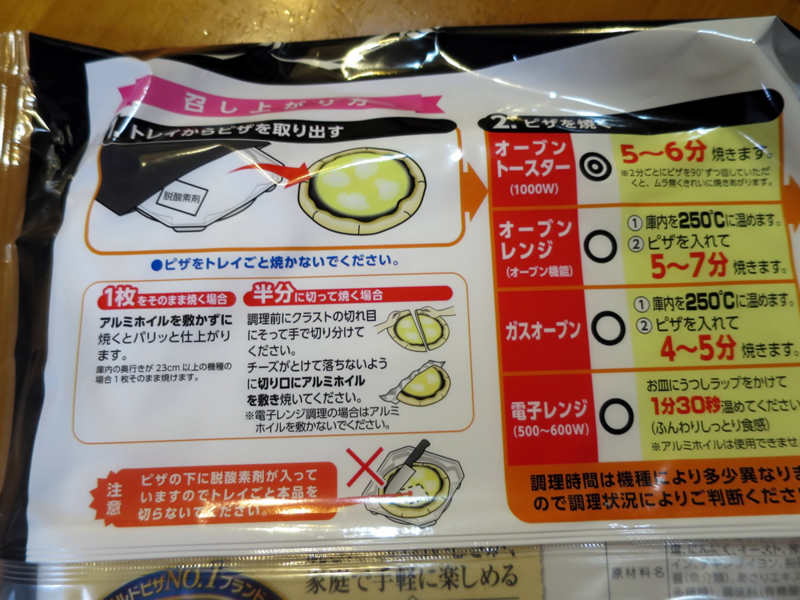 召し上がり方
1. トレイからピザを取り出す
脱酸素剤
●ピザをトレイごと焼かないでください。
1枚をそのまま焼く場合
アルミホイルを敷かずに
焼くとパリッと仕上がり
ます。
庫内の奥行きが23cm以上の機種の
場合1枚そのまま焼けます。
半分に切って焼く場合
調理前にクラストの切れ目
にそって手で切り分けて
ください。
チーズがとけて落ちないよう
に切り口にアルミホイル
を敷き焼いてください。
※電子レンジ調理の場合はアルミ
ホイルを敷かないでください。
注意
ピザの下に脱酸素剤が入って
いますのでトレイごと本品を
切らないでください。
2. ピザを焼く
オーブン
トースター
(1000W)
5〜6分 焼きます。
※2分ごとにピザを90°ずつ回していただ
くと、ムラ無くきれいに焼きあがります。
オーブン
レンジ
(オーブン機能)
① 庫内を250℃に温めます。
② ピザを入れて
5〜7分 焼きます。
ガスオーブン
① 庫内を250℃に温めます。
② ピザを入れて
4〜5分 焼きます。
電子レンジ
(500〜600W)
お皿にうつしラップをかけて
1分30秒温めてください
(ふんわりしっとり食感)
※アルミホイルは使用できませ
調理時間は機種により多少異なりま
ので調理状況によりご判断くださ
ルドピザNO.1ブランド
家庭で手軽に楽しめる
原材料名